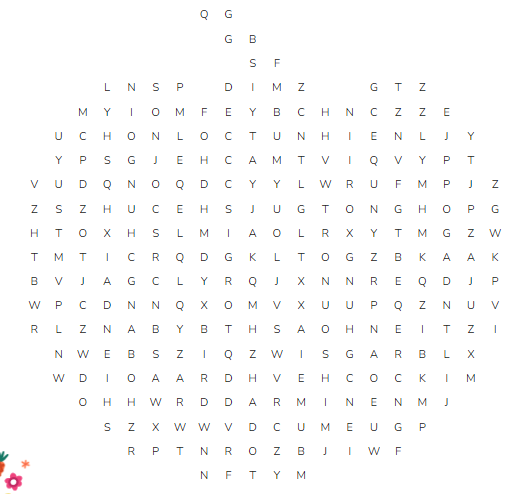 Q G
G B
S F
L N S P D I M Z G T Z
M Y I O M F E Y B C H N C Z Z E
U C H O N L O C T U N H I E N L J Y
Y P S G J E H C A M T V I Q V Y P T
V U D Q N O Q D C Y Y L W R U F M P J Z
Z S Z H U C E H S J U G T O N G H O P G
H T O X H S L M I A O L R X Y T M G Z W
T M T I C R Q D G K L T O G Z B K A A K
B V J A G C L Y R Q J X N N R E Q D J P
W P C D N N Q X O M V X U U P Q Z N U V
R L Z N A B Y B T H S A O H N E I T Z I
N W E B S Z I Q Z W I S G A R B L X
W D I O A A R D H V E H C O C K I M
O H H W R D D A R M I N E N M J
S Z X W W V D C U M E U G P
R P T N R O Z B J I W F
N F T Y M